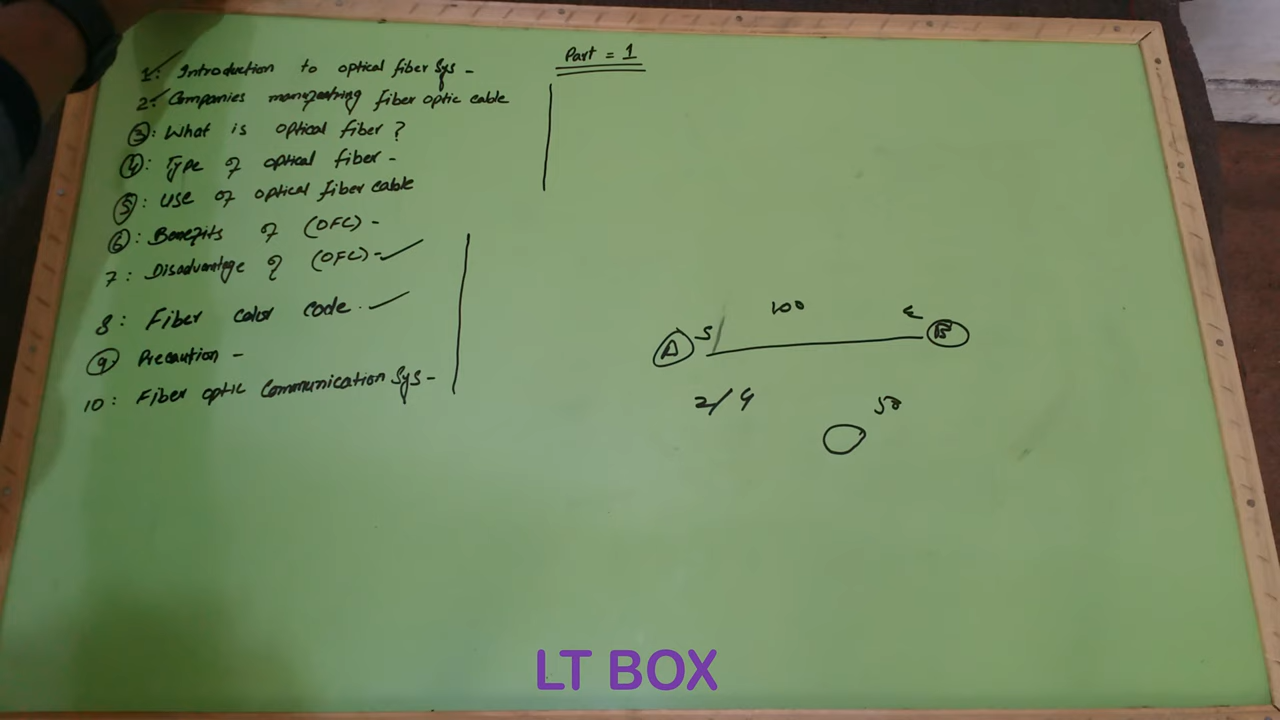 Part = 1
1: Introduction to optical fiber Sys -
2: Companies fiber optic cable
3: What is optical fiber ?
4: Type of optical fiber -
5: Use of optical fiber cable
6: Benefits of (OFC) -
7: Disadvantage of (OFC) -
8: Fiber color code -
9: Precaution -
10: Fiber optic Communication Sys -
100
A S B
2/4
50
LT BOX